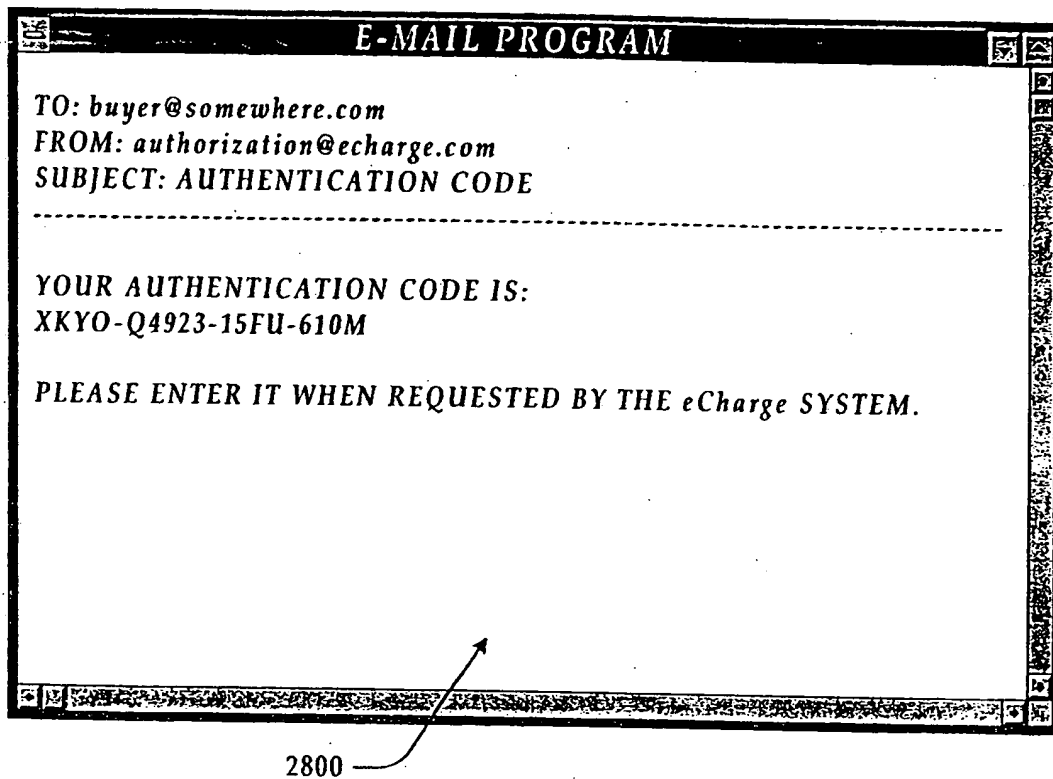 E-MAIL PROGRAM
TO: buyer@somewhere.com
FROM: authorization@echarge.com
SUBJECT: AUTHENTICATION CODE
YOUR AUTHENTICATION CODE IS:
XKYO-Q4923-15FU-610M
PLEASE ENTER IT WHEN REQUESTED BY THE eCharge SYSTEM.
2800